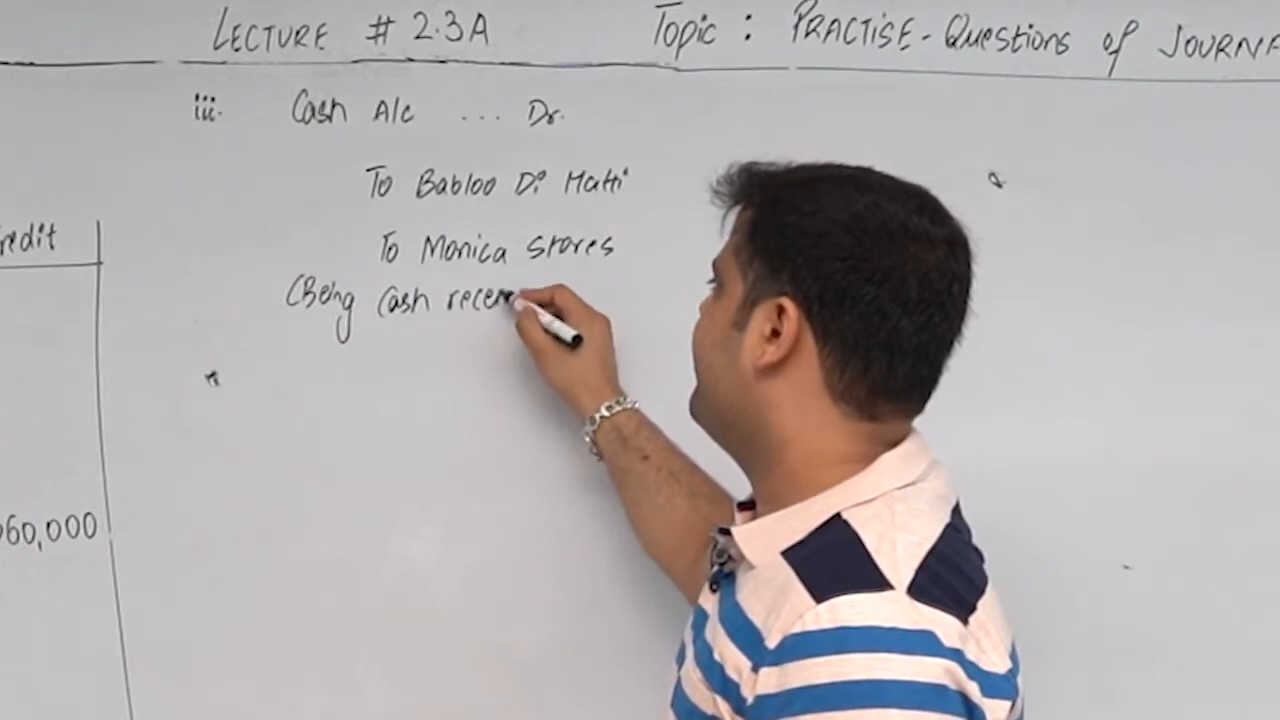 LECTURE # 2.3A Topic : PRACTISE - Questions of JOURNA
iii. Cash A/c ... Dr.
To Babloo Di Hatti
redit
To Monica Stores
(Being Cash
60,000